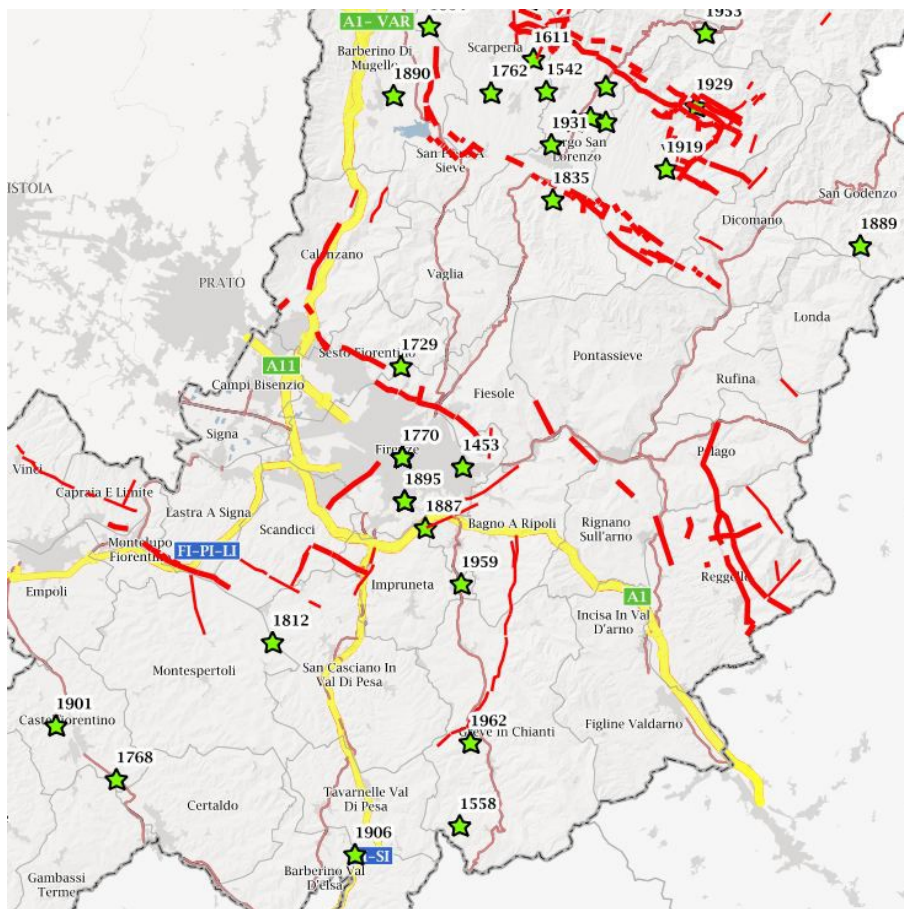 A1- VAR
1953
Scarperia
1611
Barberino Di
Mugello
1890
1762
1542
1929
1931
Lorenzo
1919
Sieve
1835
ISTOIA
San Godenzo
Dicomano
1889
Calenzano
Vaglia
PRATO
Londa
1729
Sesto Fiorentino
Pontassieve
A11
Campi Bisenzio
Fiesole
Rufina
Signa
1770
1453
Firenze
Pelago
Vinci
Capraia E Limite
1895
Lastra A Signa
1887
Scandicci
Bagno A Ripoli
Rignano
Sull'arno
Montelupo
Fiorentino
FI-PI-LI
1959
Reggello
Empoli
Impruneta
A1
1812
Incisa In Val
D'arno
Montespertoli
San Casciano In
Val Di Pesa
1901
Castelfiorentino
1962
Greve In Chianti
Figline Valdarno
1768
Certaldo
Tavarnelle Val
Di Pesa
1558
1906
-SI
Gambassi
Terme
Barberino Val
D'elsa